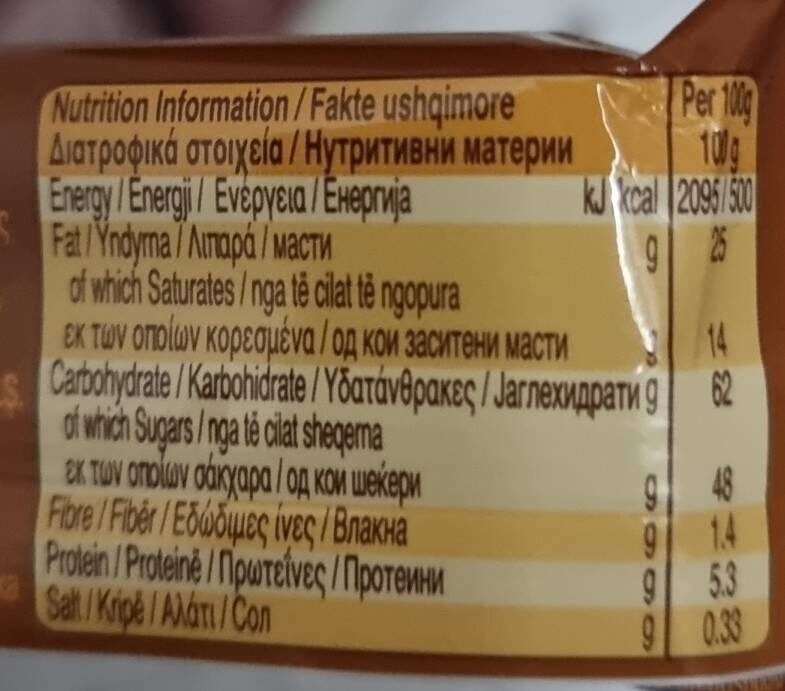 Nutrition Information / Fakte ushqimore Per 100g
Διατροφικά στοιχεία / Нутритивни материи 100g
Energy / Energji / Ενέργεια / Енергија kJ/kcal 2095/500
Fat / Yndyrna / Λιπαρά / масти g 25
of which Saturates / nga të cilat të ngopura
εκ των οποίων κορεσμένα / од кои заситени масти g 14
Carbohydrate / Karbohidrate / Υδατάνθρακες / Јаглехидрати g 62
of which Sugars / nga të cilat sheqerna
εκ των οποίων σάκχαρα / од кои шеќери g 48
Fibre / Fibër / Εδώδιμες ίνες / Влакна g 1.4
Protein / Proteinë / Πρωτεΐνες / Протеини g 5.3
Salt / Kripë / Αλάτι / Сол g 0.33